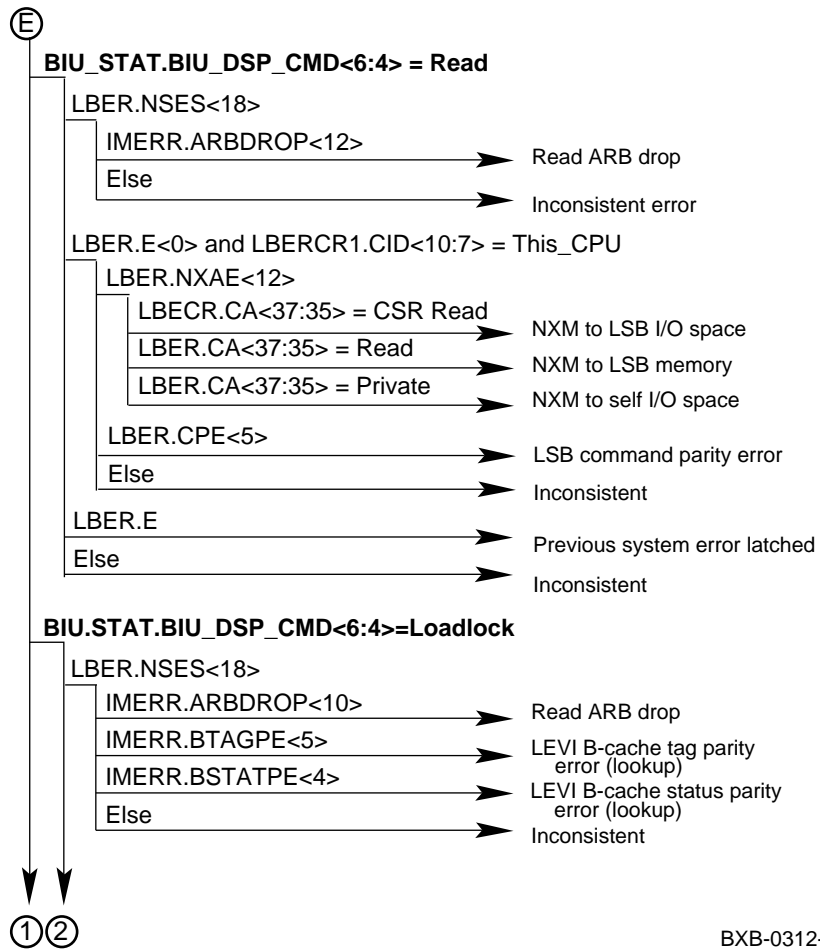 E
BIU_STAT.BIU_DSP_CMD<6:4> = Read
LBER.NSES<18>
IMERR.ARBDROP<12>
Read ARB drop
Else
Inconsistent error
LBER.E<0> and LBERCR1.CID<10:7> = This_CPU
LBER.NXAE<12>
LBECR.CA<37:35> = CSR Read
NXM to LSB I/O space
LBER.CA<37:35> = Read
NXM to LSB memory
LBER.CA<37:35> = Private
NXM to self I/O space
LBER.CPE<5>
LSB command parity error
Else
Inconsistent
LBER.E
Previous system error latched
Else
Inconsistent
BIU.STAT.BIU_DSP_CMD<6:4>=Loadlock
LBER.NSES<18>
IMERR.ARBDROP<10>
Read ARB drop
IMERR.BTAGPE<5>
LEVI B-cache tag parity
error (lookup)
IMERR.BSTATPE<4>
LEVI B-cache status parity
error (lookup)
Else
Inconsistent
1 2
BXB-0312-